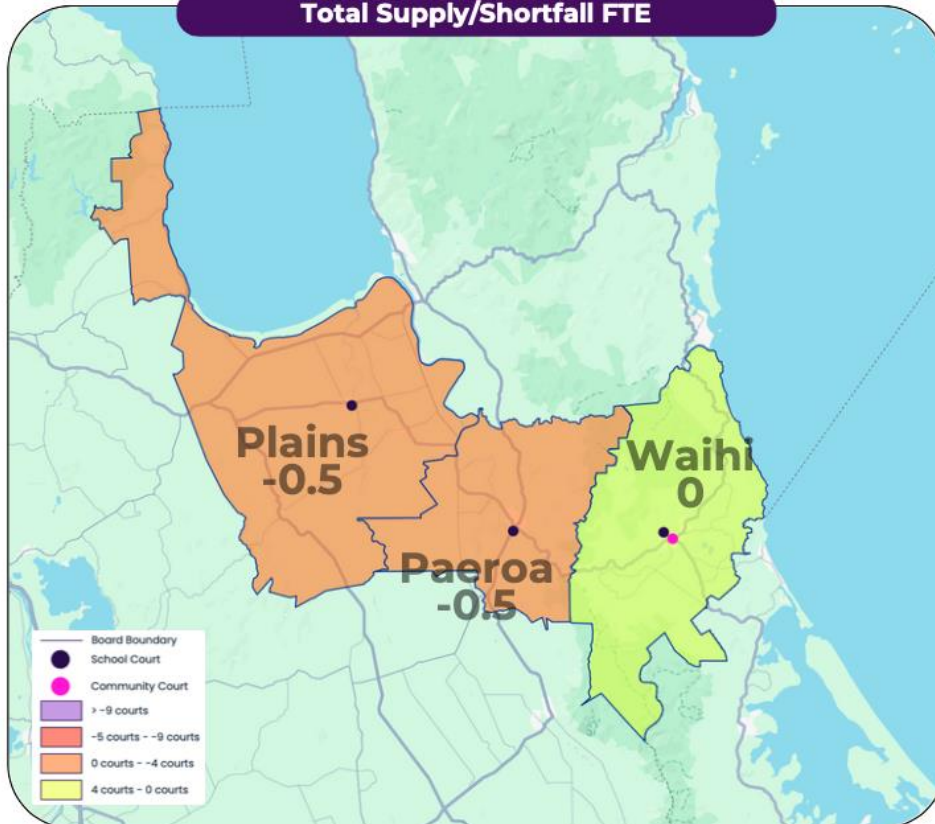 Total Supply/Shortfall FTE
Plains
-0.5
Waihi
0
Paeroa
-0.5
Board Boundary
School Court
Community Court
> -9 courts
-5 courts - -9 courts
0 courts - -4 courts
4 courts - 0 courts